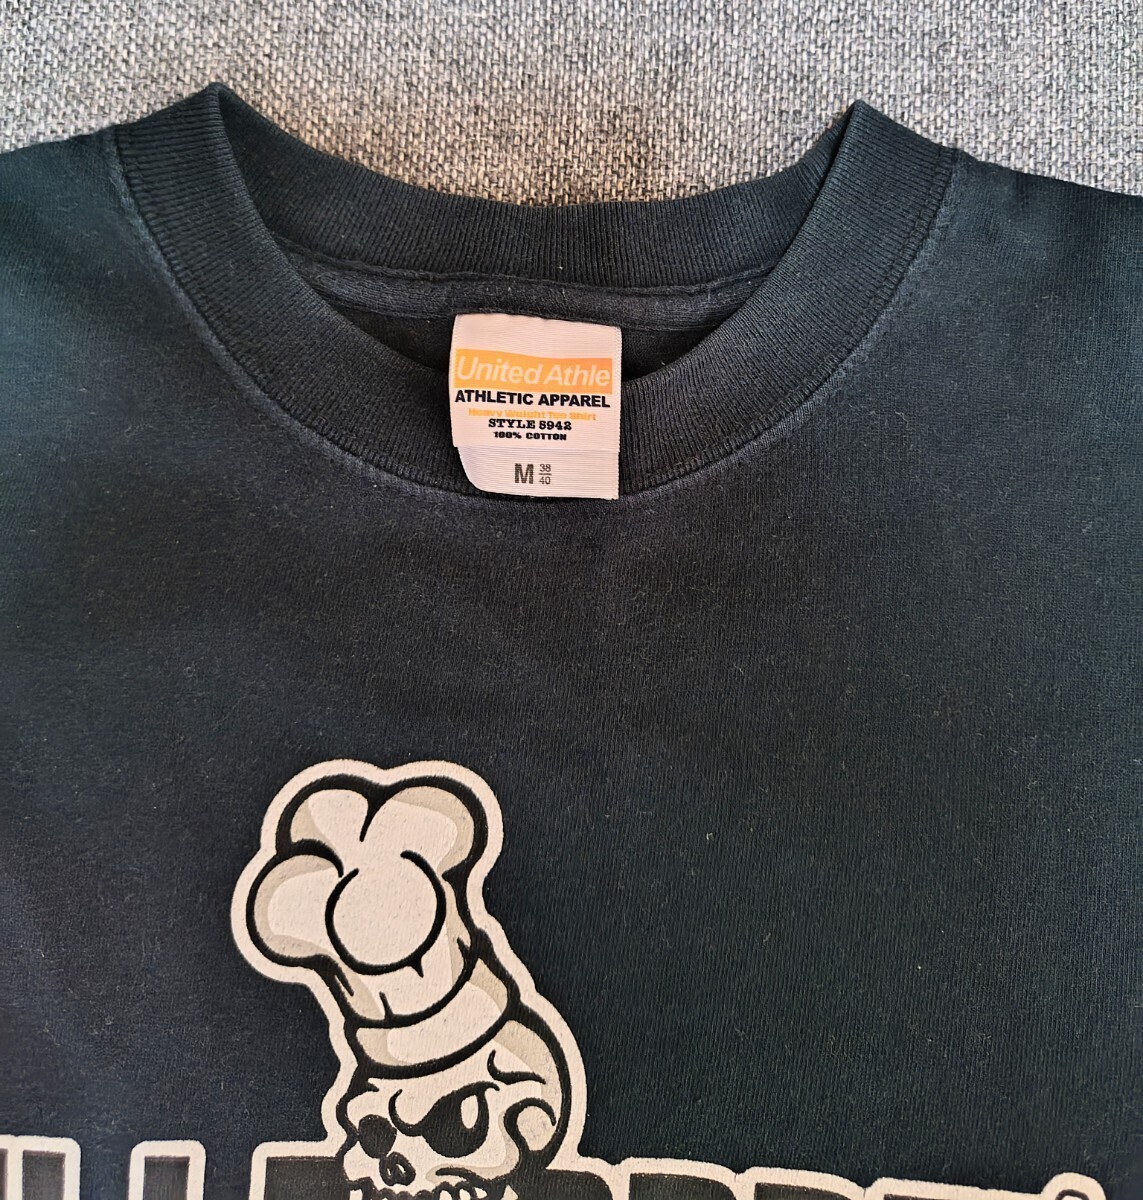 United Athle
ATHLETIC APPAREL
Heavy Weight Tee Shirt
STYLE 5942
100% COTTON
M 38/40